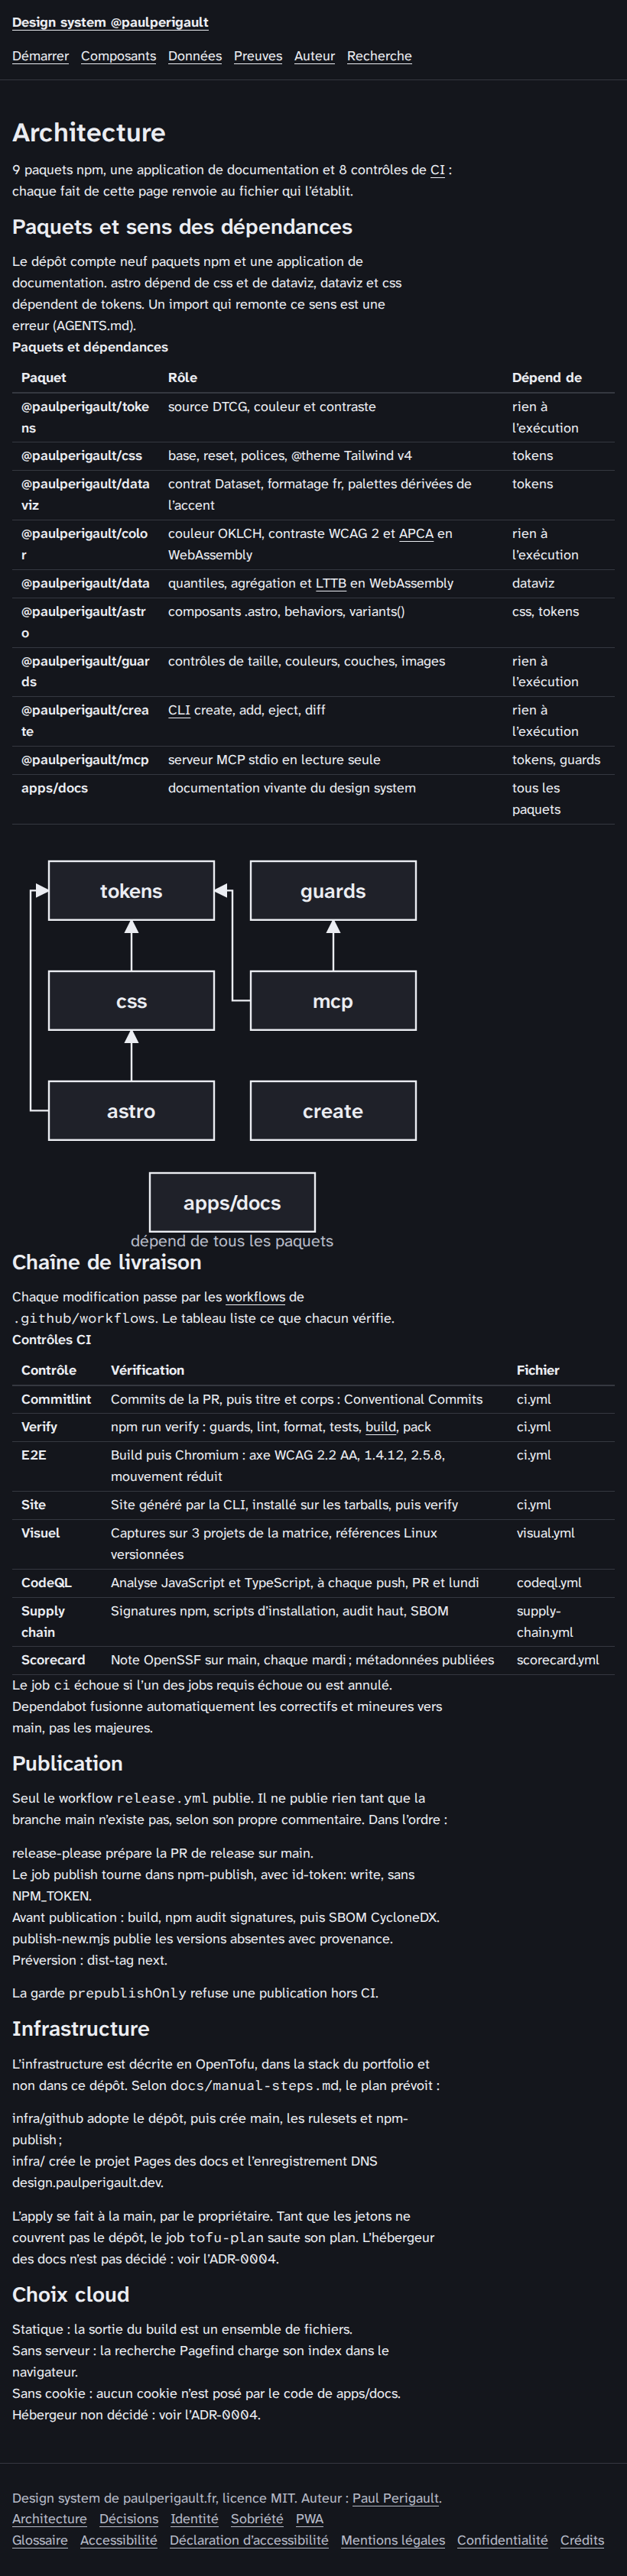 Design system @paulperigault
Démarrer Composants Données Preuves Auteur Recherche
Architecture
9 paquets npm, une application de documentation et 8 contrôles de CI :
chaque fait de cette page renvoie au fichier qui l’établit.
Paquets et sens des dépendances
Le dépôt compte neuf paquets npm et une application de
documentation. astro dépend de css et de dataviz, dataviz et css
dépendent de tokens. Un import qui remonte ce sens est une
erreur (AGENTS.md).
Paquets et dépendances
Paquet Rôle Dépend de
@paulperigault/toke source DTCG, couleur et contraste rien à
ns l’exécution
@paulperigault/css base, reset, polices, @theme Tailwind v4 tokens
@paulperigault/data contrat Dataset, formatage fr, palettes dérivées de tokens
viz l’accent
@paulperigault/colo couleur OKLCH, contraste WCAG 2 et APCA en rien à
r WebAssembly l’exécution
@paulperigault/data quantiles, agrégation et LTTB en WebAssembly dataviz
@paulperigault/astr composants .astro, behaviors, variants() css, tokens
o
@paulperigault/guar contrôles de taille, couleurs, couches, images rien à
ds l’exécution
@paulperigault/crea CLI create, add, eject, diff rien à
te l’exécution
@paulperigault/mcp serveur MCP stdio en lecture seule tokens, guards
apps/docs documentation vivante du design system tous les
paquets
tokens guards
css mcp
astro create
apps/docs
dépend de tous les paquets
Chaîne de livraison
Chaque modification passe par les workflows de
.github/workflows. Le tableau liste ce que chacun vérifie.
Contrôles CI
Contrôle Vérification Fichier
Commitlint Commits de la PR, puis titre et corps : Conventional Commits ci.yml
Verify npm run verify : guards, lint, format, tests, build, pack ci.yml
E2E Build puis Chromium : axe WCAG 2.2 AA, 1.4.12, 2.5.8, ci.yml
mouvement réduit
Site Site généré par la CLI, installé sur les tarballs, puis verify ci.yml
Visuel Captures sur 3 projets de la matrice, références Linux visual.yml
versionnées
CodeQL Analyse JavaScript et TypeScript, à chaque push, PR et lundi codeql.yml
Supply Signatures npm, scripts d’installation, audit haut, SBOM supply-
chain chain.yml
Scorecard Note OpenSSF sur main, chaque mardi ; métadonnées publiées scorecard.yml
Le job ci échoue si l’un des jobs requis échoue ou est annulé.
Dependabot fusionne automatiquement les correctifs et mineures vers
main, pas les majeures.
Publication
Seul le workflow release.yml publie. Il ne publie rien tant que la
branche main n’existe pas, selon son propre commentaire. Dans l’ordre :
release-please prépare la PR de release sur main.
Le job publish tourne dans npm-publish, avec id-token: write, sans
NPM_TOKEN.
Avant publication : build, npm audit signatures, puis SBOM CycloneDX.
publish-new.mjs publie les versions absentes avec provenance.
Préversion : dist-tag next.
La garde prepublishOnly refuse une publication hors CI.
Infrastructure
L’infrastructure est décrite en OpenTofu, dans la stack du portfolio et
non dans ce dépôt. Selon docs/manual-steps.md, le plan prévoit :
infra/github adopte le dépôt, puis crée main, les rulesets et npm-
publish ;
infra/ crée le projet Pages des docs et l’enregistrement DNS
design.paulperigault.dev.
L’apply se fait à la main, par le propriétaire. Tant que les jetons ne
couvrent pas le dépôt, le job tofu-plan saute son plan. L’hébergeur
des docs n’est pas décidé : voir l’ADR-0004.
Choix cloud
Statique : la sortie du build est un ensemble de fichiers.
Sans serveur : la recherche Pagefind charge son index dans le
navigateur.
Sans cookie : aucun cookie n’est posé par le code de apps/docs.
Hébergeur non décidé : voir l’ADR-0004.
Design system de paulperigault.fr, licence MIT. Auteur : Paul Perigault.
Architecture Décisions Identité Sobriété PWA
Glossaire Accessibilité Déclaration d’accessibilité Mentions légales Confidentialité Crédits